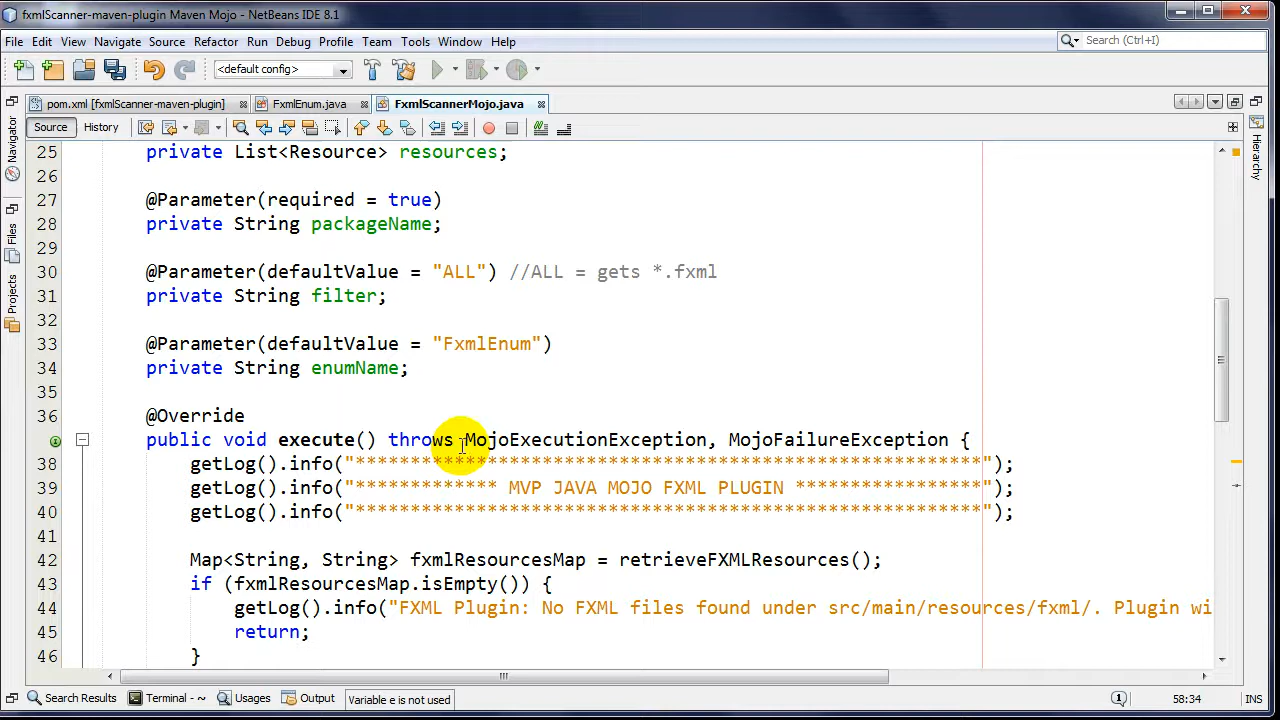 fxmlScanner-maven-plugin Maven Mojo - NetBeans IDE 8.1
File Edit View Navigate Source Refactor Run Debug Profile Team Tools Window Help
Search (Ctrl+I)
<default config>
pom.xml [fxmlScanner-maven-plugin] FxmlEnum.java FxmlScannerMojo.java
Source History
Navigator
Files
Projects
Hierarchy
25 private List<Resource> resources;
26
27 @Parameter(required = true)
28 private String packageName;
29
30 @Parameter(defaultValue = "ALL") //ALL = gets *.fxml
31 private String filter;
32
33 @Parameter(defaultValue = "FxmlEnum")
34 private String enumName;
35
36 @Override
public void execute() throws MojoExecutionException, MojoFailureException {
38 getLog().info("*********************************************************");
39 getLog().info("************* MVP JAVA MOJO FXML PLUGIN *****************");
40 getLog().info("*********************************************************");
41
42 Map<String, String> fxmlResourcesMap = retrieveFXMLResources();
43 if (fxmlResourcesMap.isEmpty()) {
44 getLog().info("FXML Plugin: No FXML files found under src/main/resources/fxml/. Plugin wi
45 return;
46 }
Search Results Terminal - ~ Usages Output Variable e is not used 1 58:34 INS